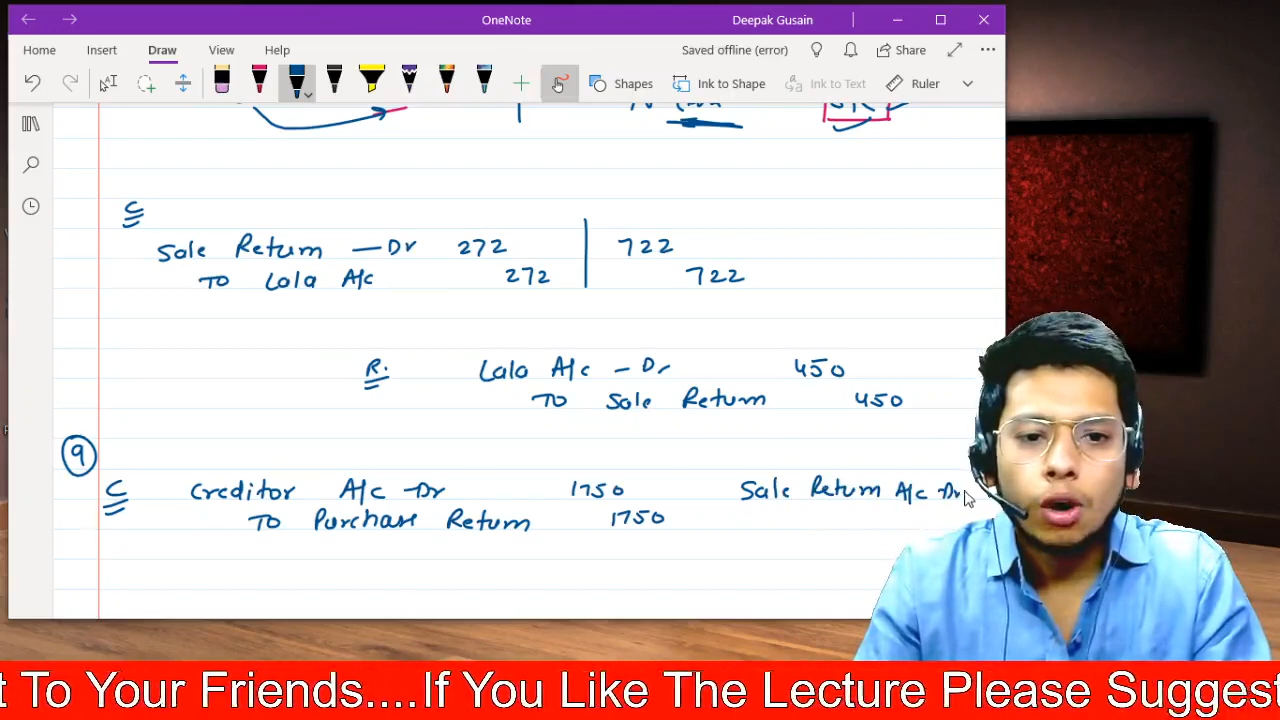 OneNote
Deepak Gusain
Home Insert Draw View Help
Saved offline (error)
Share
Shapes
Ink to Shape
Ink to Text
Ruler
C
Sale Return — Dr 272 722
To Lala A/c 272 722
R. Lala A/c - Dr 450
To Sale Return 450
9
C Creditor A/c - Dr 1750 Sale Return A/c - Dr
To Purchase Return 1750
t To Your Friends....If You Like The Lecture Please Suggest